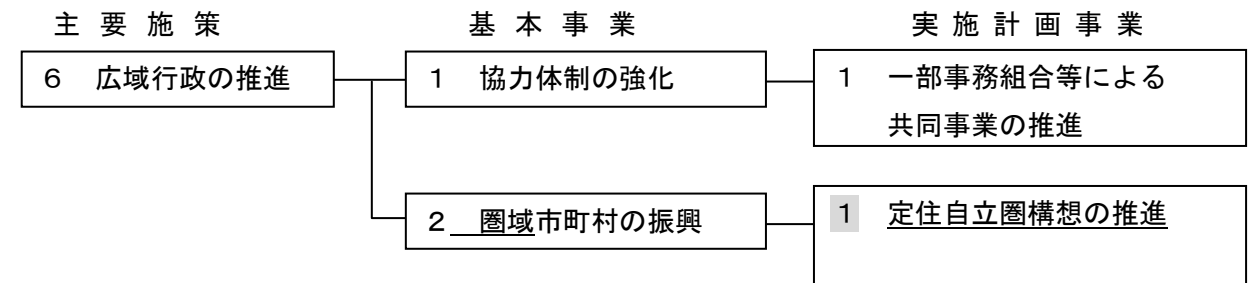 主要施策 基本事業 実施計画事業
6 広域行政の推進 1 協力体制の強化 1 一部事務組合等による
共同事業の推進
2 圏域市町村の振興 1 定住自立圏構想の推進